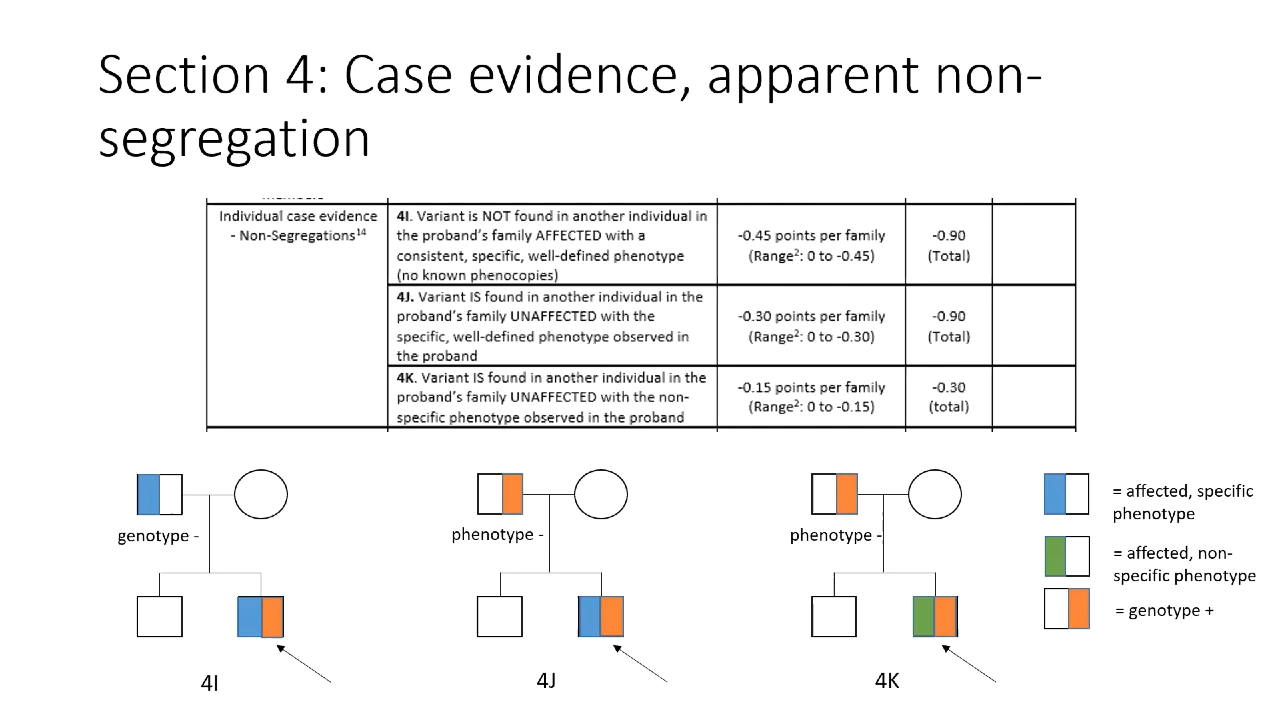 Section 4: Case evidence, apparent non-
segregation
Individual case evidence
- Non-Segregations14
4I. Variant is NOT found in another individual in
the proband's family AFFECTED with a
consistent, specific, well-defined phenotype
(no known phenocopies)
-0.45 points per family
(Range2: 0 to -0.45)
-0.90
(Total)
4J. Variant IS found in another individual in the
proband's family UNAFFECTED with the
specific, well-defined phenotype observed in
the proband
-0.30 points per family
(Range2: 0 to -0.30)
-0.90
(Total)
4K. Variant IS found in another individual in the
proband's family UNAFFECTED with the non-
specific phenotype observed in the proband
-0.15 points per family
(Range2: 0 to -0.15)
-0.30
(total)
genotype -
phenotype -
phenotype -
= affected, specific
phenotype
= affected, non-
specific phenotype
= genotype +
4I
4J
4K